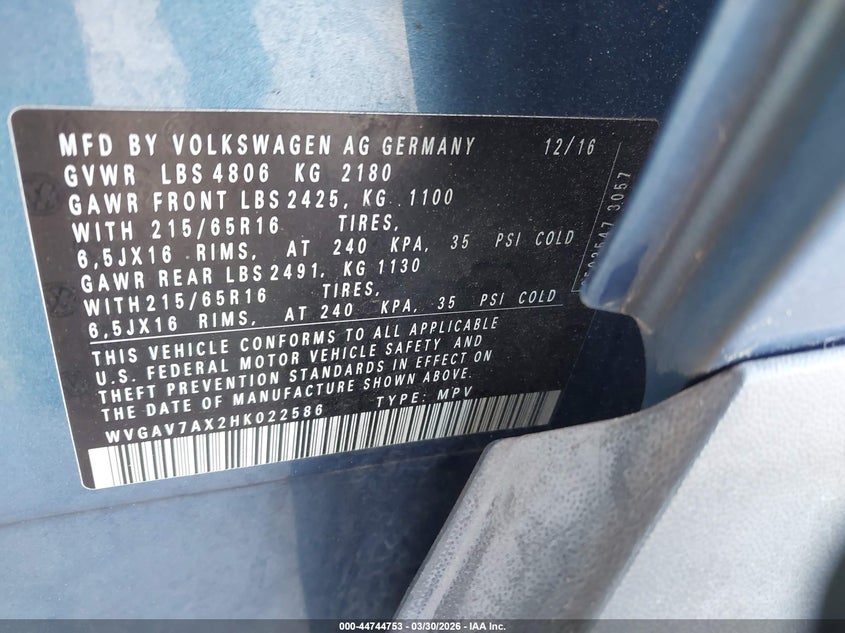 MFD BY VOLKSWAGEN AG GERMANY 12/16
GVWR LBS 4806 KG 2180
GAWR FRONT LBS 2425, KG 1100
WITH 215/65R16 TIRES,
6,5JX16 RIMS, AT 240 KPA, 35 PSI COLD
GAWR REAR LBS 2491, KG 1130
WITH215/65R16 TIRES,
6,5JX16 RIMS, AT 240 KPA, 35 PSI COLD
THIS VEHICLE CONFORMS TO ALL APPLICABLE
U.S. FEDERAL MOTOR VEHICLE SAFETY AND
THEFT PREVENTION STANDARDS IN EFFECT ON
THE DATE OF MANUFACTURE SHOWN ABOVE.
WVGAV7AX2HK022586 TYPE: MPV
3057
000-44744753 - 03/30/2026 - IAA Inc.